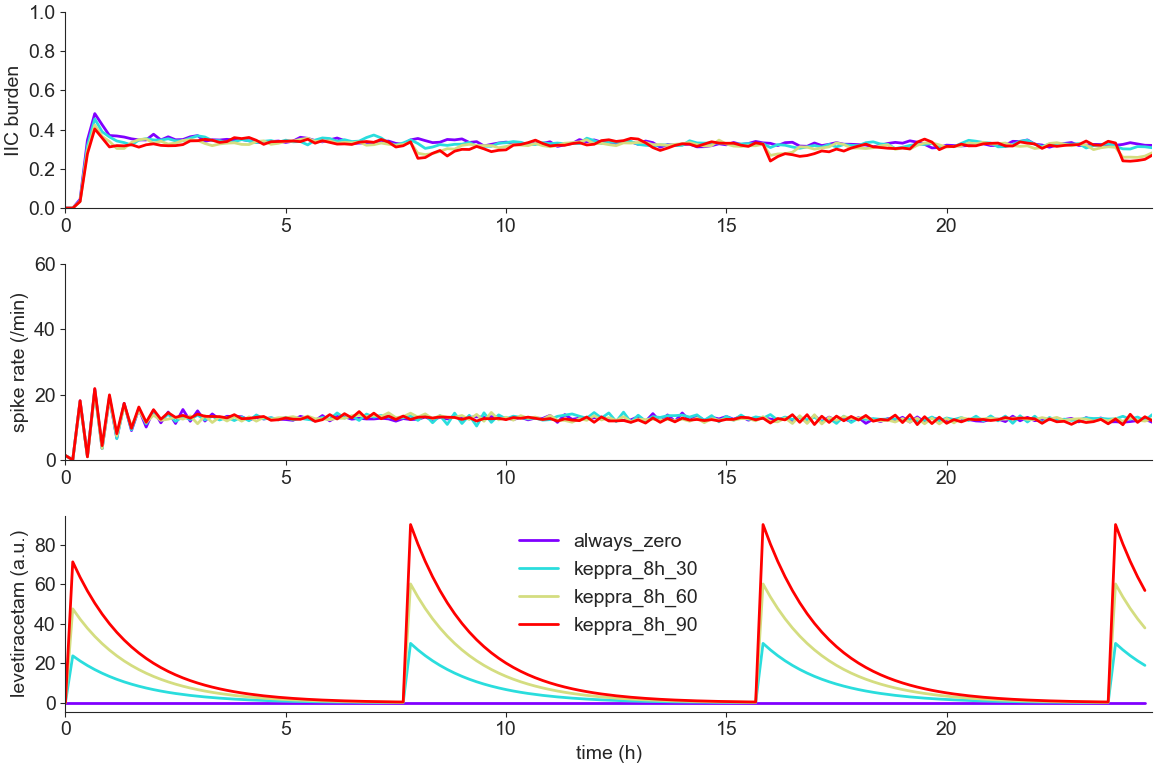 1.0
0.8
0.6
0.4
0.2
0.0
IIC burden
0 5 10 15 20
60
40
20
0
spike rate (/min)
0 5 10 15 20
80
60
40
20
0
levetiracetam (a.u.)
always_zero
keppra_8h_30
keppra_8h_60
keppra_8h_90
0 5 10 15 20
time (h)